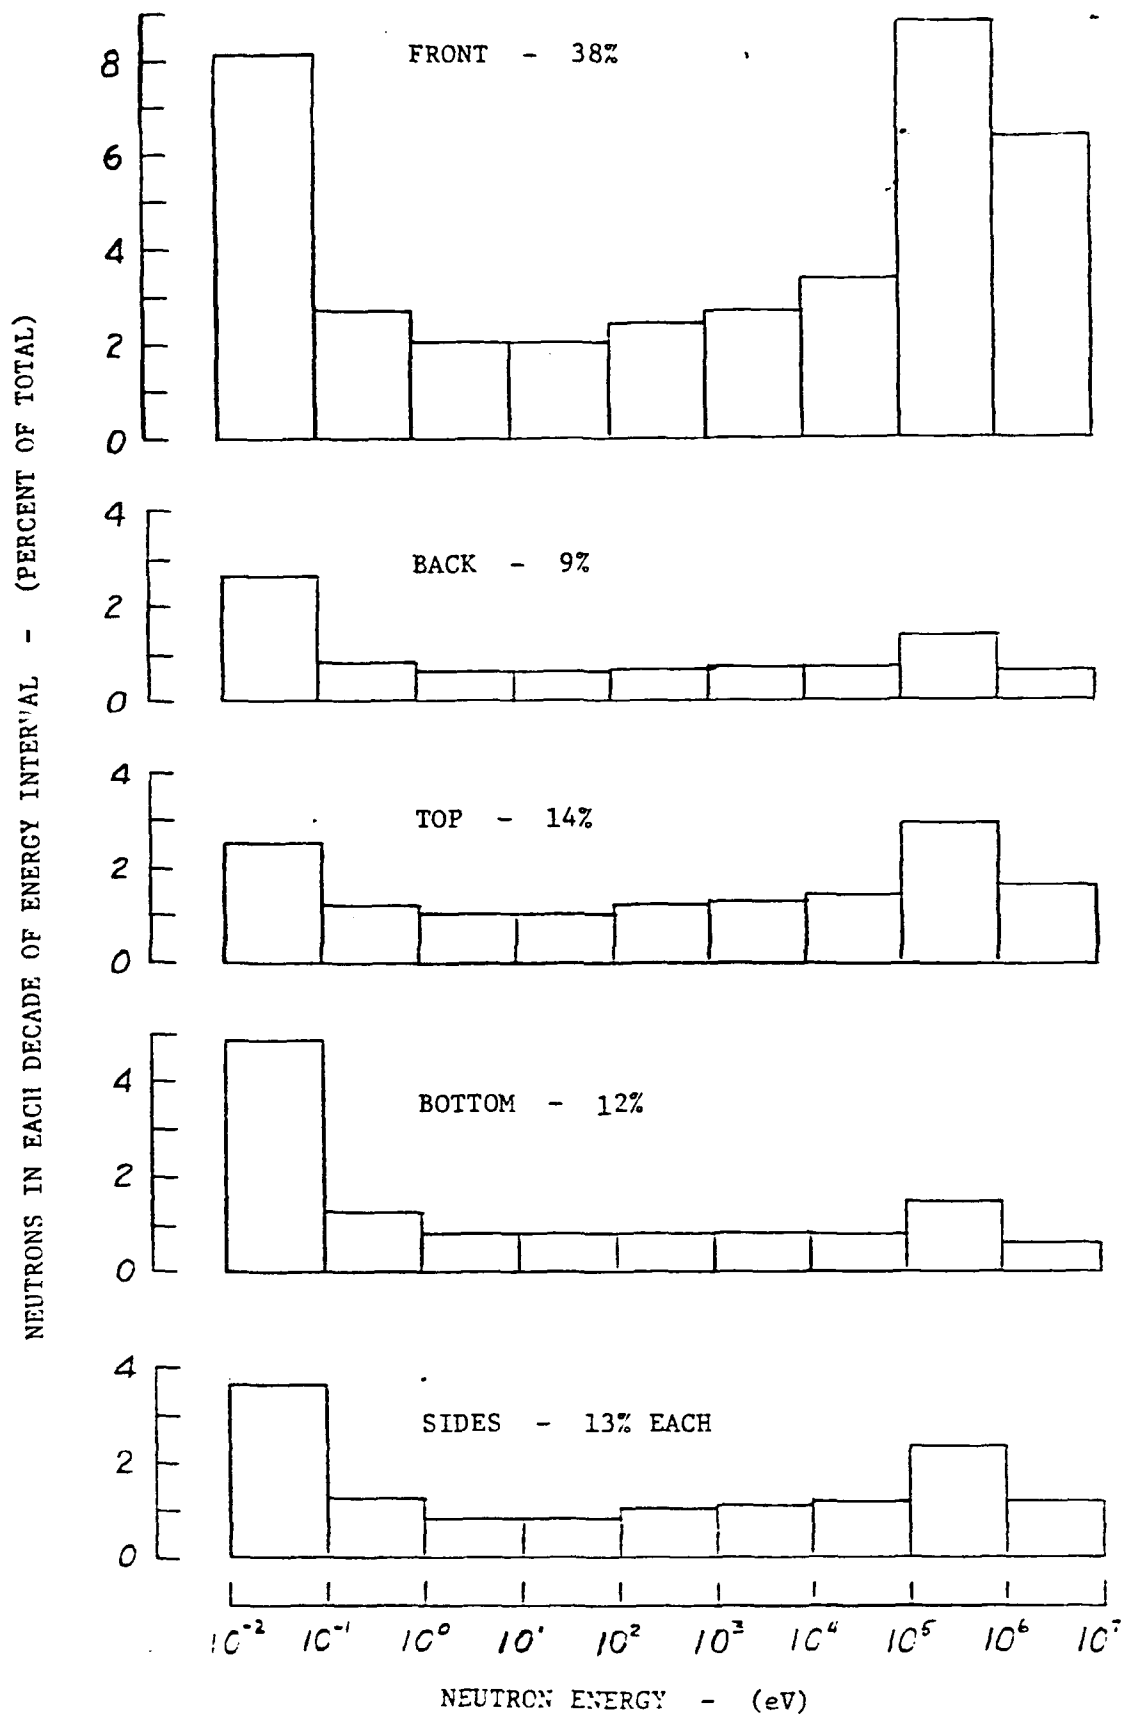 NEUTRONS IN EACH DECADE OF ENERGY INTERVAL - (PERCENT OF TOTAL)
FRONT - 38%
8
6
4
2
0
BACK - 9%
4
2
0
TOP - 14%
4
2
0
BOTTOM - 12%
4
2
0
SIDES - 13% EACH
4
2
0
10⁻² 10⁻¹ 10⁰ 10¹ 10² 10³ 10⁴ 10⁵ 10⁶ 10⁷
NEUTRON ENERGY - (eV)